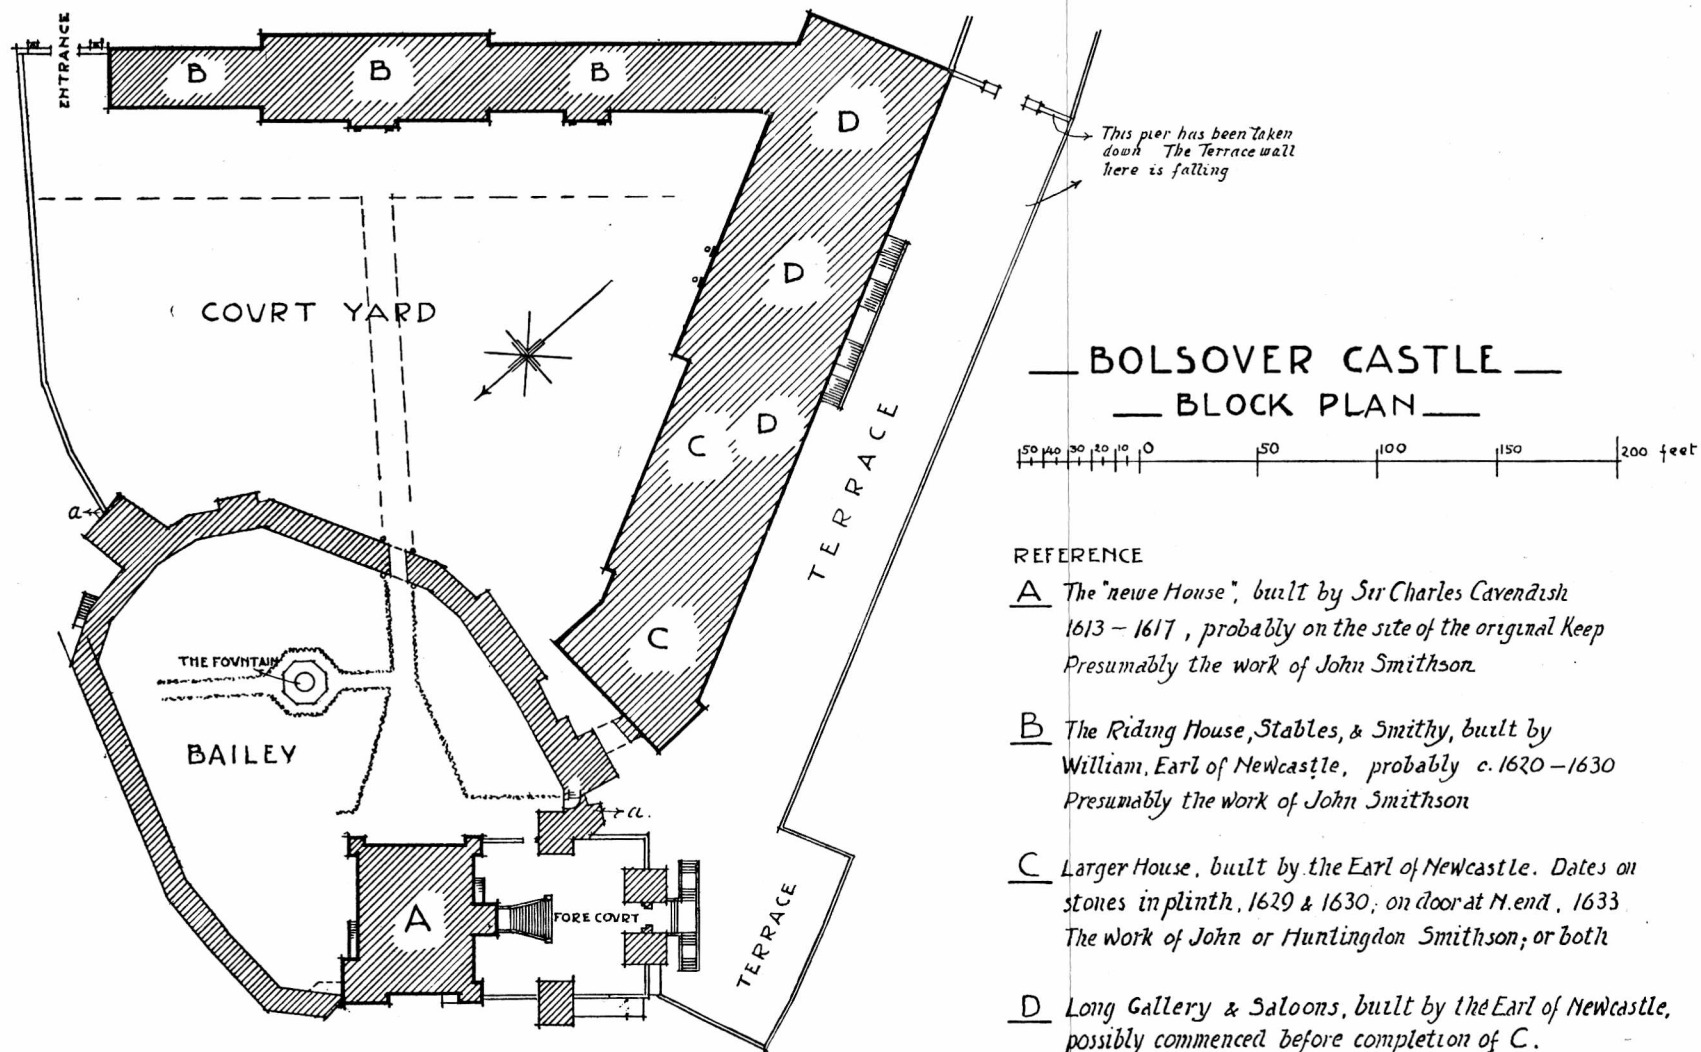 ENTRANCE
B
B
B
D
This pier has been taken
down The Terrace wall
here is falling
D
COVRT YARD
C
D
TERRACE
C
a
THE FOVNTAIN
BAILEY
a.
A
FORE COVRT
TERRACE
BOLSOVER CASTLE
BLOCK PLAN
50 40 30 20 10 0 50 100 150 200 feet
REFERENCE
A The "newe House", built by Sir Charles Cavendish
1613 – 1617, probably on the site of the original Keep
Presumably the work of John Smithson
B The Riding House, Stables, & Smithy, built by
William, Earl of Newcastle, probably c. 1620 – 1630
Presumably the work of John Smithson
C Larger House, built by the Earl of Newcastle. Dates on
stones in plinth, 1629 & 1630; on door at N. end, 1633
The work of John or Huntingdon Smithson; or both
D Long Gallery & Saloons, built by the Earl of Newcastle,
possibly commenced before completion of C.